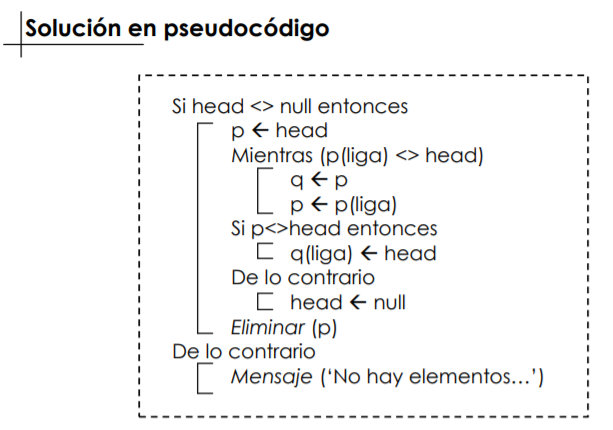 Solución en pseudocódigo
Si head <> null entonces
p ← head
Mientras (p(liga) <> head)
q ← p
p ← p(liga)
Si p<>head entonces
q(liga) ← head
De lo contrario
head ← null
Eliminar (p)
De lo contrario
Mensaje (‘No hay elementos…’)